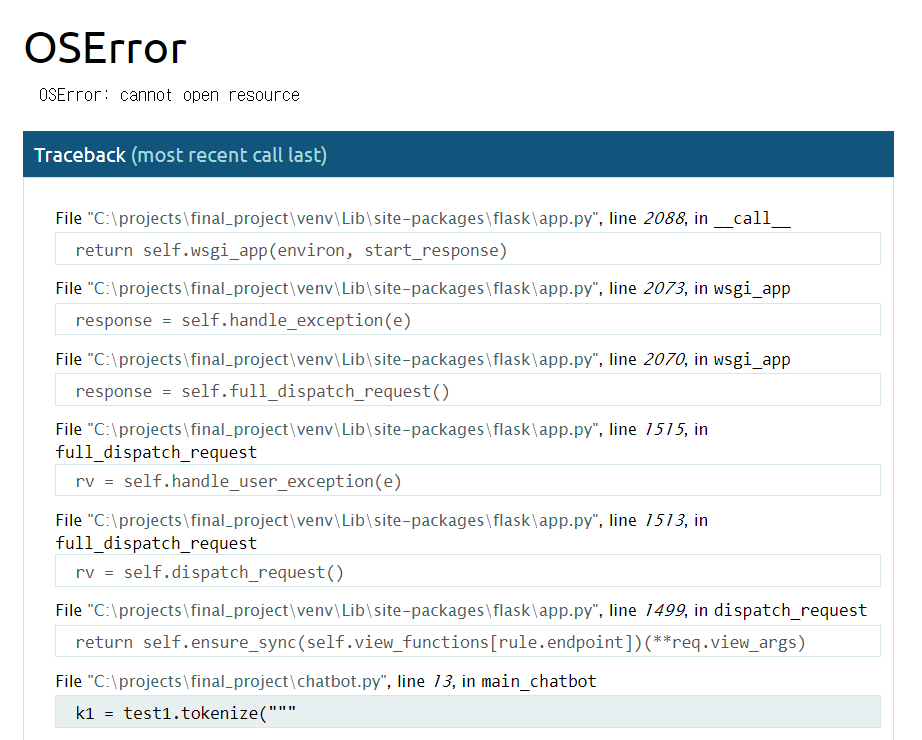 OSError
OSError: cannot open resource
Traceback (most recent call last)
File "C:\projects\final_project\venv\Lib\site-packages\flask\app.py", line 2088, in __call__
return self.wsgi_app(environ, start_response)
File "C:\projects\final_project\venv\Lib\site-packages\flask\app.py", line 2073, in wsgi_app
response = self.handle_exception(e)
File "C:\projects\final_project\venv\Lib\site-packages\flask\app.py", line 2070, in wsgi_app
response = self.full_dispatch_request()
File "C:\projects\final_project\venv\Lib\site-packages\flask\app.py", line 1515, in
full_dispatch_request
rv = self.handle_user_exception(e)
File "C:\projects\final_project\venv\Lib\site-packages\flask\app.py", line 1513, in
full_dispatch_request
rv = self.dispatch_request()
File "C:\projects\final_project\venv\Lib\site-packages\flask\app.py", line 1499, in dispatch_request
return self.ensure_sync(self.view_functions[rule.endpoint])(**req.view_args)
File "C:\projects\final_project\chatbot.py", line 13, in main_chatbot
k1 = test1.tokenize("""